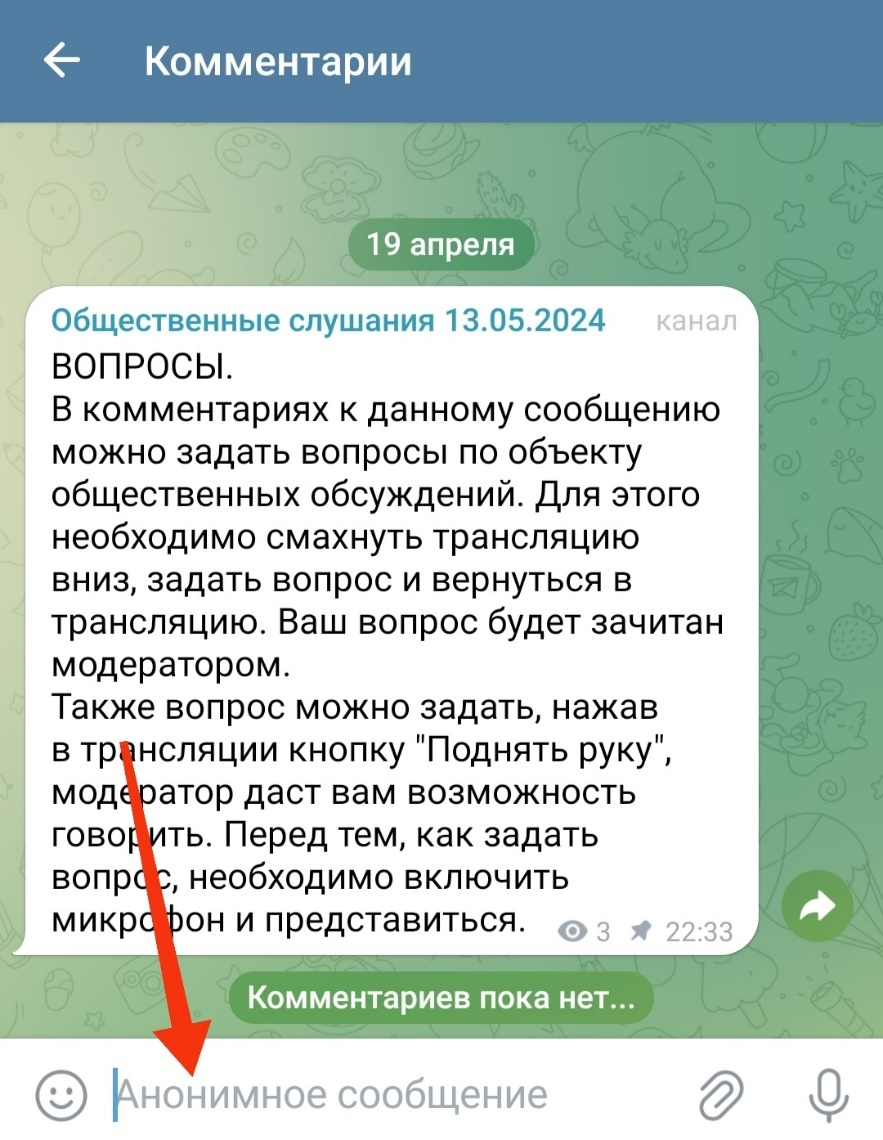 Комментарии
19 апреля
Общественные слушания 13.05.2024 канал
ВОПРОСЫ.
В комментариях к данному сообщению
можно задать вопросы по объекту
общественных обсуждений. Для этого
необходимо смахнуть трансляцию
вниз, задать вопрос и вернуться в
трансляцию. Ваш вопрос будет зачитан
модератором.
Также вопрос можно задать, нажав
в трансляции кнопку "Поднять руку",
модератор даст вам возможность
говорить. Перед тем, как задать
вопрос, необходимо включить
микрофон и представиться.
3 22:33
Комментариев пока нет...
Анонимное сообщение